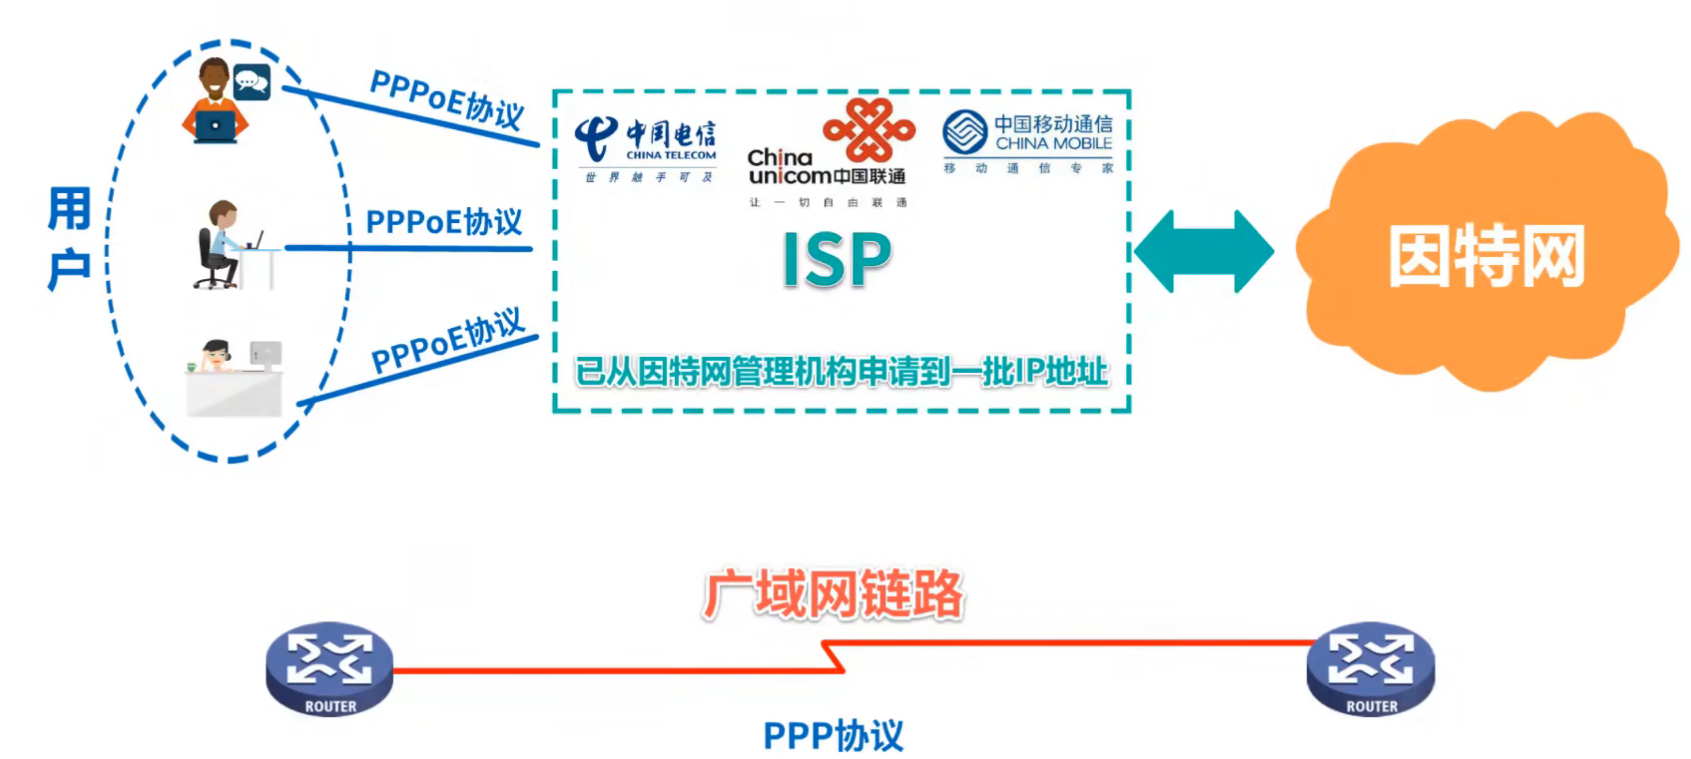 用户
PPPoE协议
PPPoE协议
PPPoE协议
中国电信
CHINA TELECOM
世界触手可及
China
unicom中国联通
让一切自由联通
中国移动通信
CHINA MOBILE
移动通信专家
ISP
已从因特网管理机构申请到一批IP地址
因特网
广域网链路
ROUTER
ROUTER
PPP协议